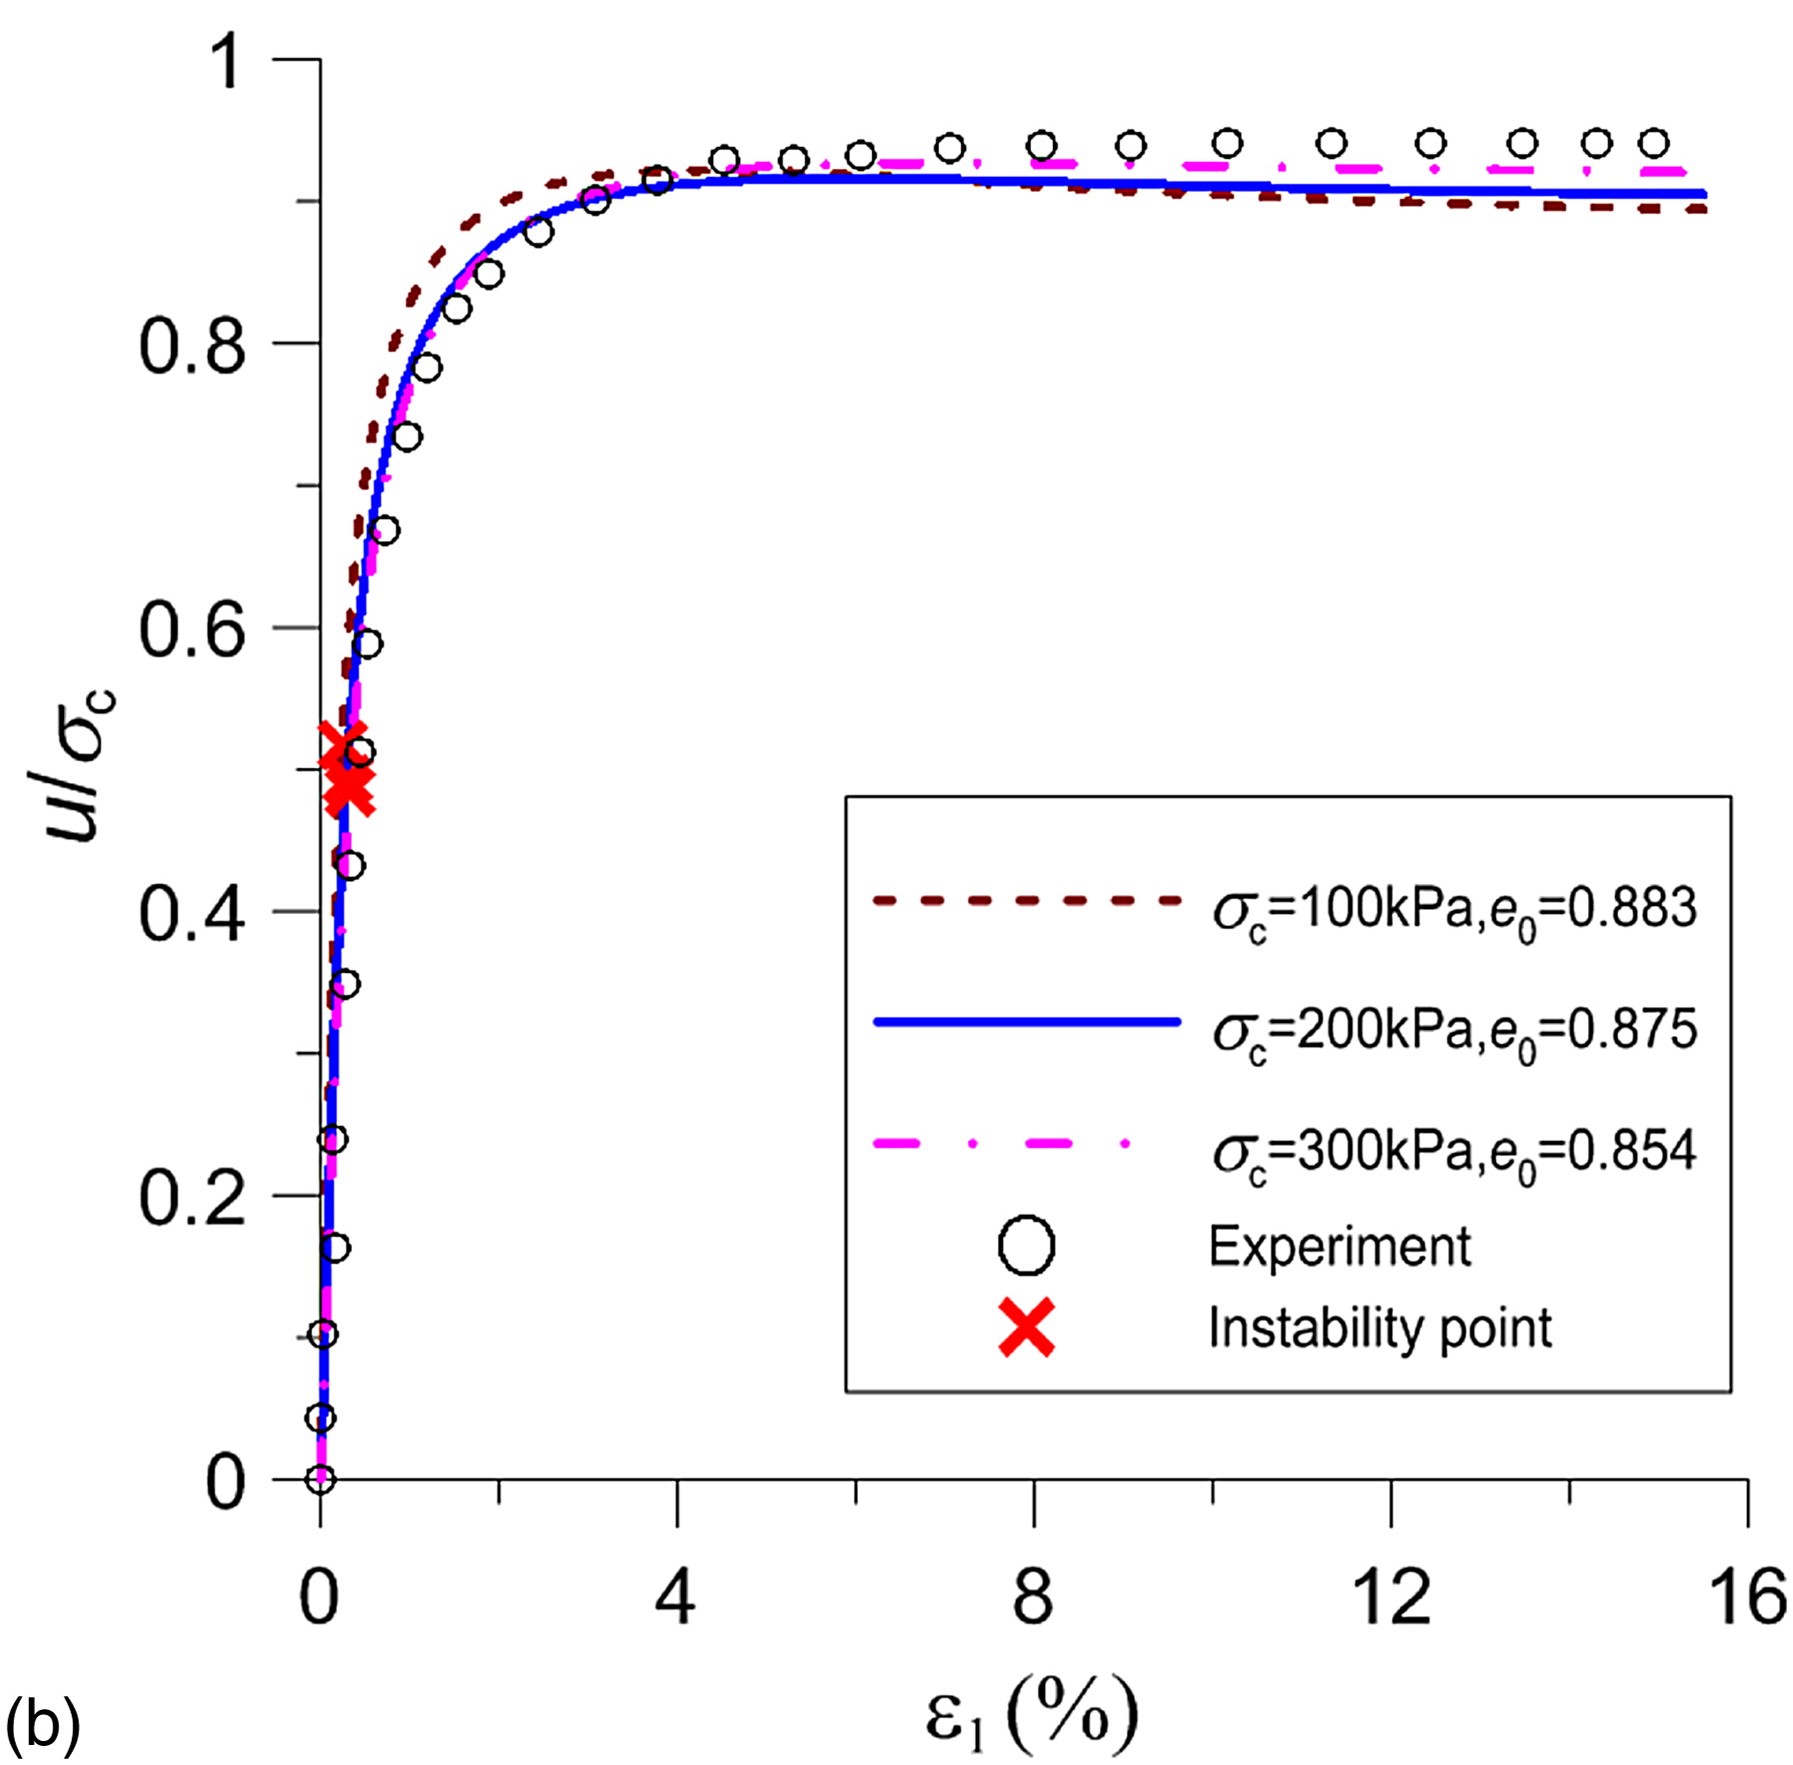 1
0.8
0.6
0.4
0.2
0
u/σc
σc=100kPa,e0=0.883
σc=200kPa,e0=0.875
σc=300kPa,e0=0.854
Experiment
Instability point
0 4 8 12 16
ε1 (%)
(b)